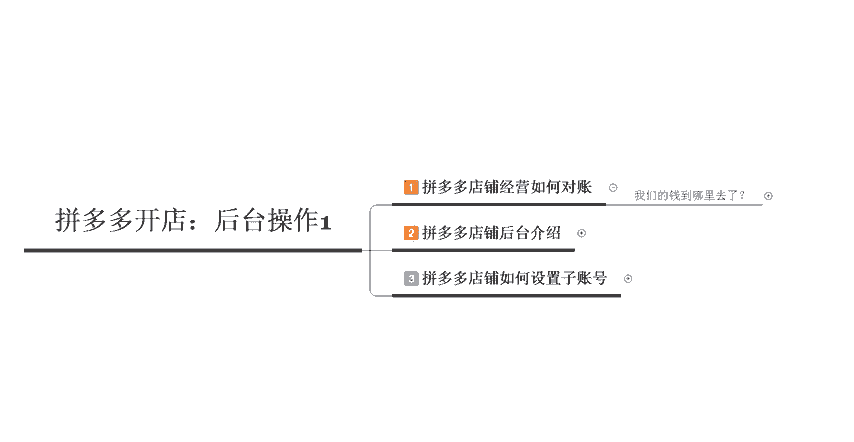 拼多多开店：后台操作1
1 拼多多店铺经营如何对账
我们的钱到哪里去了？
2 拼多多店铺后台介绍
3 拼多多店铺如何设置子账号